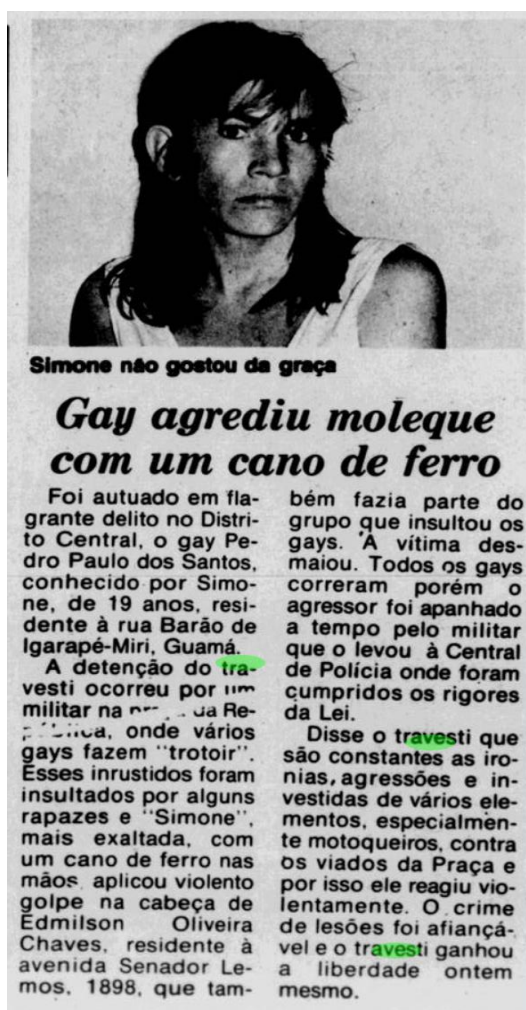 Simone não gostou da graça
Gay agrediu moleque
com um cano de ferro
Foi autuado em fla-
grante delito no Distri-
to Central, o gay Pe-
dro Paulo dos Santos,
conhecido por Simo-
ne, de 19 anos, resi-
dente à rua Barão de
Igarapé-Miri, Guamá.
A detenção do tra-
vesti ocorreu por um
militar na da Re-
pública, onde vários
gays fazem "trotoir".
Esses inrustidos foram
insultados por alguns
rapazes e "Simone",
mais exaltada, com
um cano de ferro nas
mãos, aplicou violento
golpe na cabeça de
Edmilson Oliveira
Chaves, residente à
avenida Senador Le-
mos, 1898, que tam-
bém fazia parte do
grupo que insultou os
gays. A vítima des-
maiou. Todos os gays
correram porém o
agressor foi apanhado
a tempo pelo militar
que o levou à Central
de Polícia onde foram
cumpridos os rigores
da Lei.
Disse o travesti que
são constantes as iro-
nias, agressões e in-
vestidas de vários ele-
mentos, especialmen-
te motoqueiros, contra
os viados da Praça e
por isso ele reagiu vio-
lentamente. O crime
de lesões foi afiançá-
vel e o travesti ganhou
a liberdade ontem
mesmo.